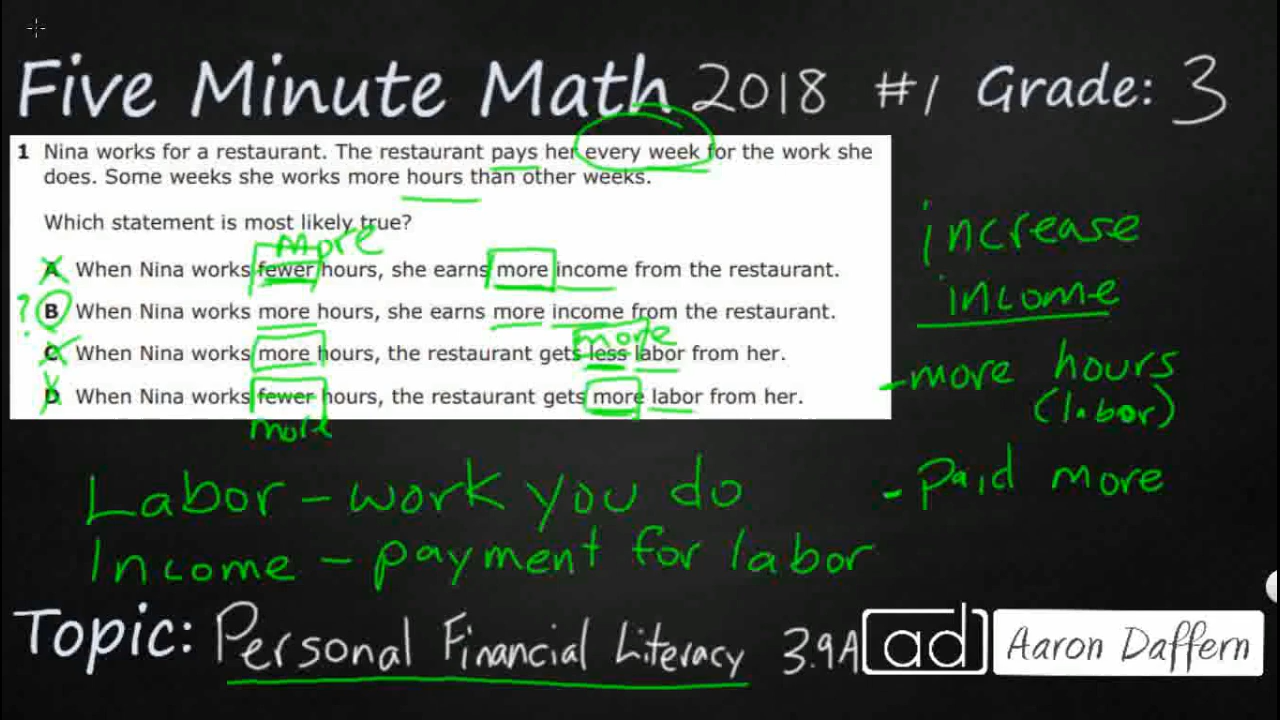 Five Minute Math 2018 #1 Grade: 3
1 Nina works for a restaurant. The restaurant pays her every week for the work she
does. Some weeks she works more hours than other weeks.
Which statement is most likely true?
more
A When Nina works fewer hours, she earns more income from the restaurant.
? B When Nina works more hours, she earns more income from the restaurant.
more
C When Nina works more hours, the restaurant gets less labor from her.
D When Nina works fewer hours, the restaurant gets more labor from her.
more
increase
income
- more hours
(labor)
- Paid more
Labor - work you do
Income - payment for labor
Topic: Personal Financial Literacy 3.9A
ad Aaron Daffern